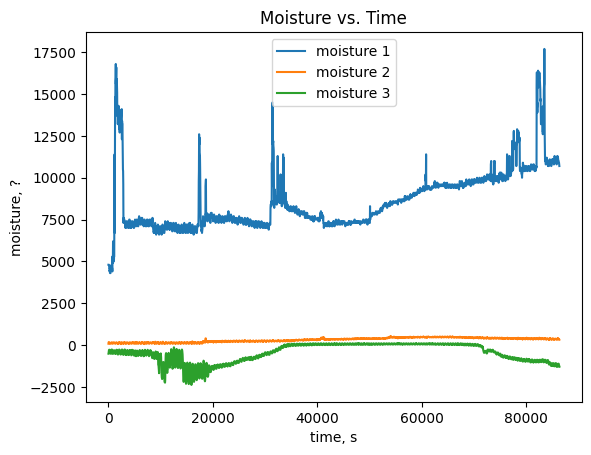 Moisture vs. Time
moisture 1
moisture 2
moisture 3
moisture, ?
17500
15000
12500
10000
7500
5000
2500
0
−2500
0
20000
40000
60000
80000
time, s